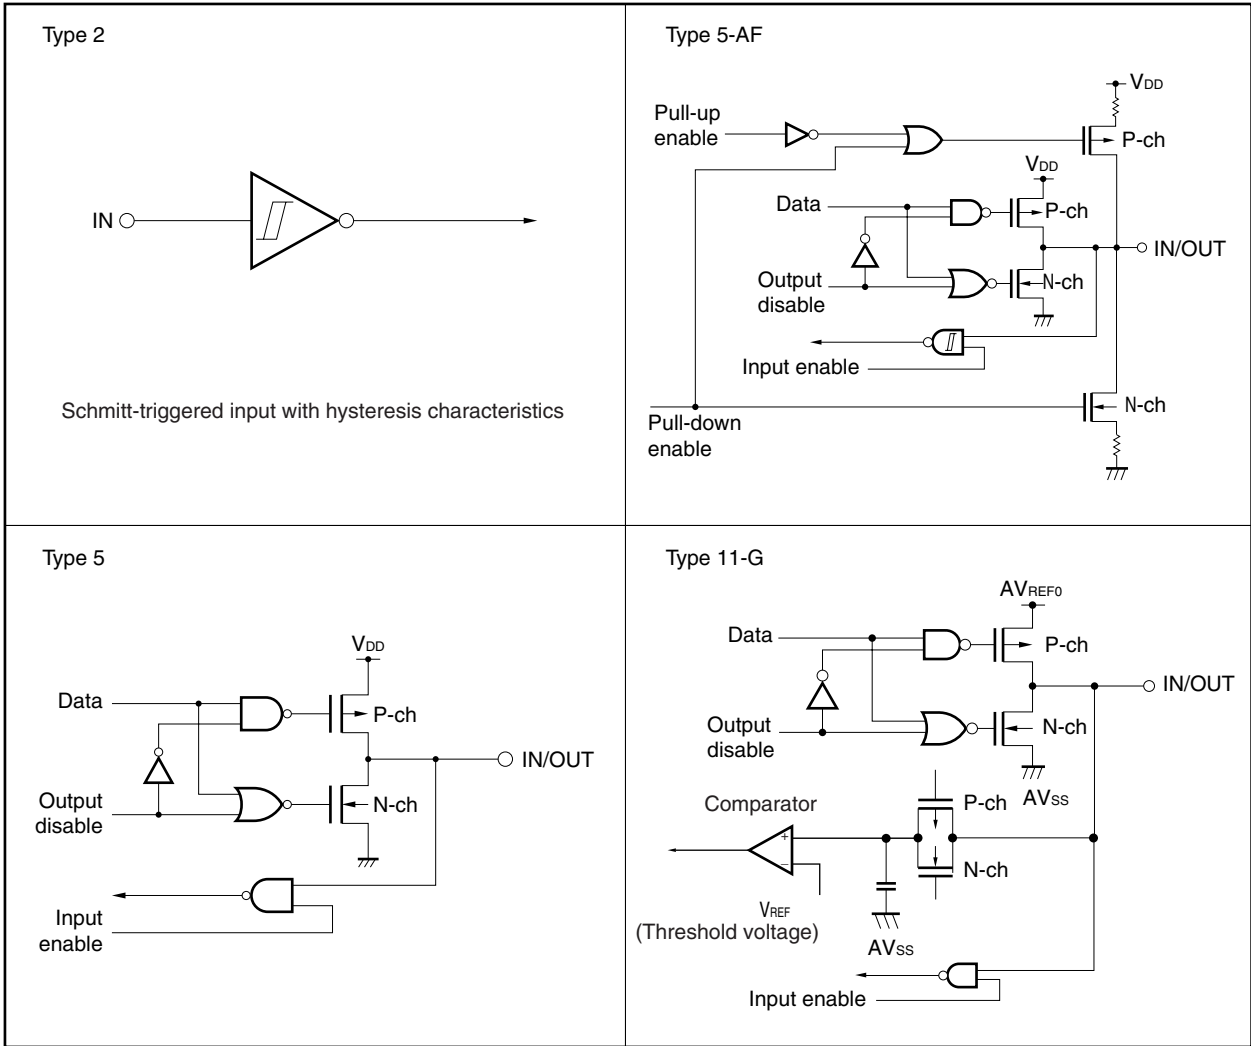 Type 2
IN
Schmitt-triggered input with hysteresis characteristics
Type 5-AF
VDD
Pull-up
enable
P-ch
VDD
Data
P-ch
IN/OUT
Output
disable
N-ch
Input enable
N-ch
Pull-down
enable
Type 5
VDD
Data
P-ch
IN/OUT
Output
disable
N-ch
Input
enable
Type 11-G
AVREF0
Data
P-ch
IN/OUT
Output
disable
N-ch
AVSS
P-ch
Comparator
+
−
N-ch
VREF
(Threshold voltage)
AVSS
Input enable